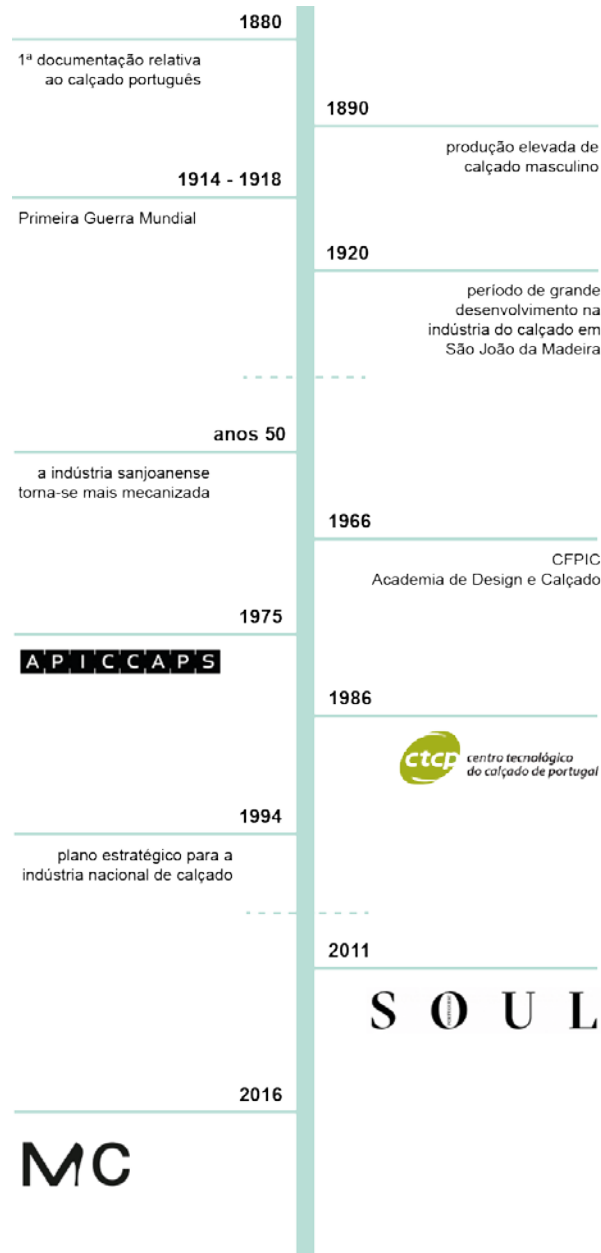 1880
1ª documentação relativa
ao calçado português
1890
produção elevada de
calçado masculino
1914 - 1918
Primeira Guerra Mundial
1920
período de grande
desenvolvimento na
indústria do calçado em
São João da Madeira
anos 50
a indústria sanjoanense
torna-se mais mecanizada
1966
CFPIC
Academia de Design e Calçado
1975
APICCAPS
1986
ctcp
centro tecnológico
do calçado de portugal
1994
plano estratégico para a
indústria nacional de calçado
2011
SOUL
2016
MC